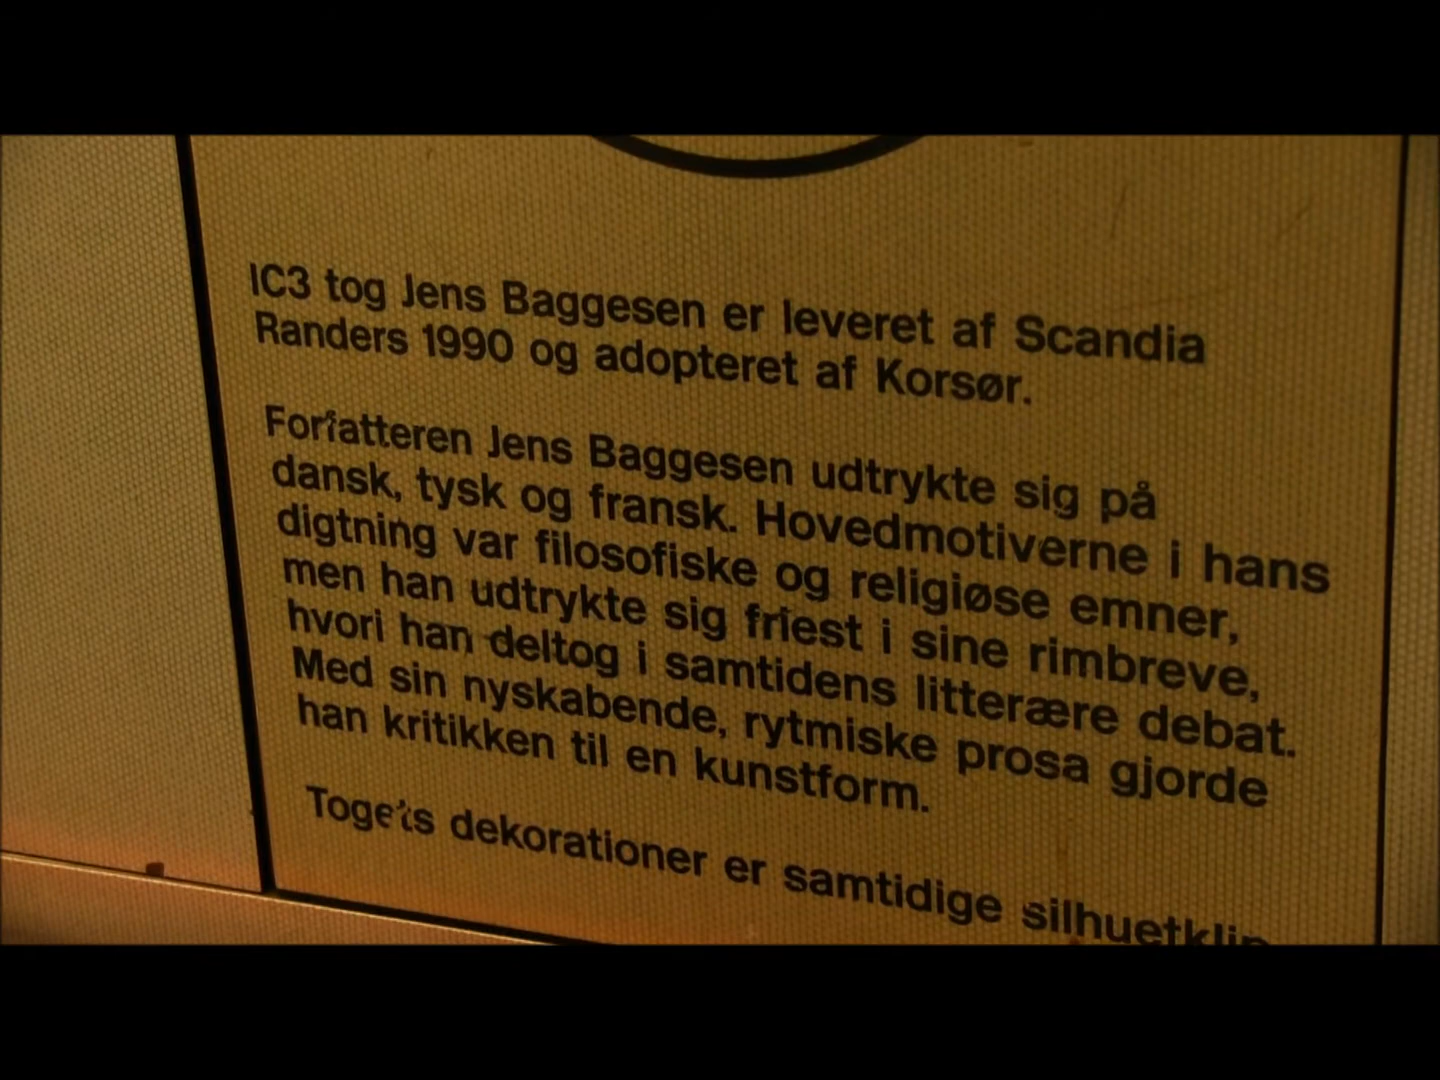 IC3 tog Jens Baggesen er leveret af Scandia
Randers 1990 og adopteret af Korsør.
Forfatteren Jens Baggesen udtrykte sig på
dansk, tysk og fransk. Hovedmotiverne i hans
digtning var filosofiske og religiøse emner,
men han udtrykte sig friest i sine rimbreve,
hvori han deltog i samtidens litterære debat.
Med sin nyskabende, rytmiske prosa gjorde
han kritikken til en kunstform.
Togets dekorationer er samtidige